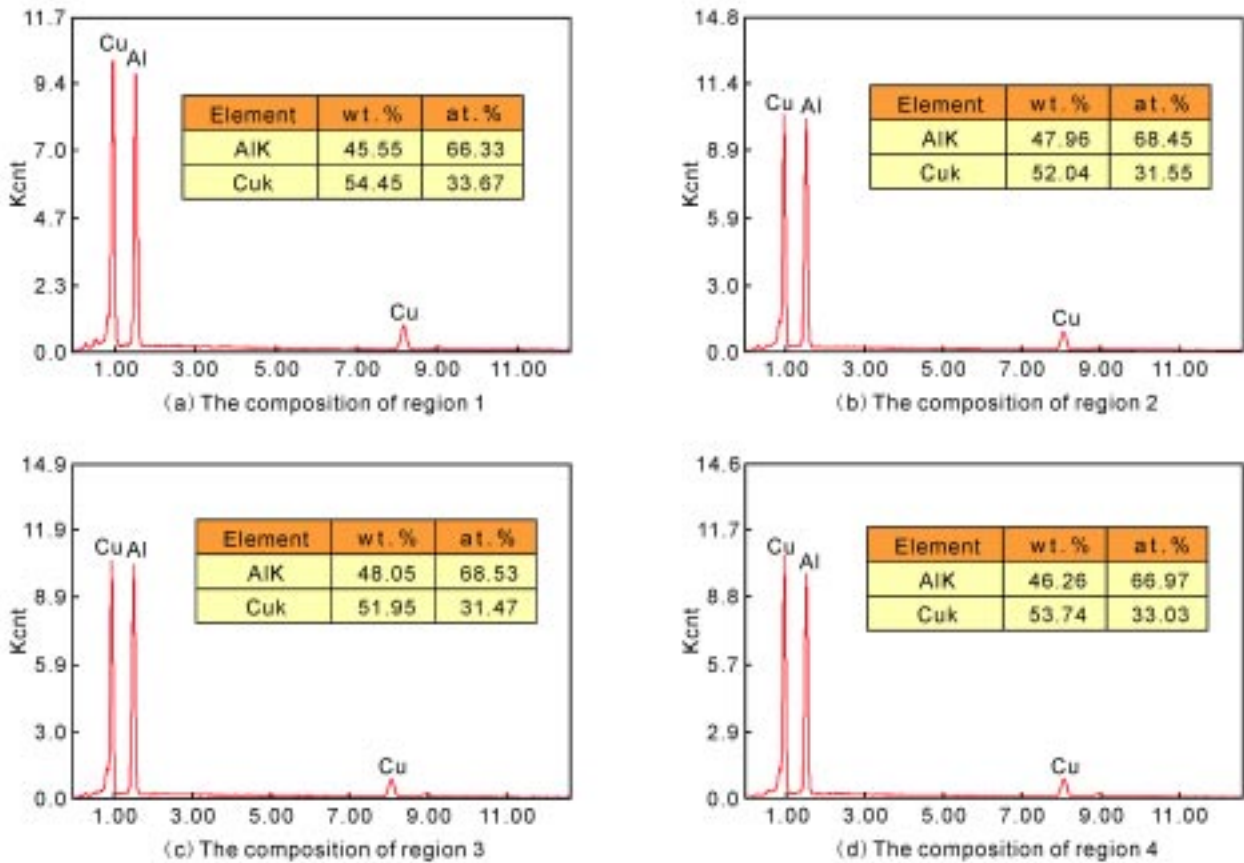 11.7
9.4
7.0
4.7
2.3
0.0
Kcnt
Cu
Al
Cu
Element wt.% at.%
AlK 45.55 66.33
Cuk 54.45 33.67
1.00 3.00 5.00 7.00 9.00 11.00
(a) The composition of region 1
14.8
11.4
8.9
5.9
3.0
0.0
Kcnt
Cu
Al
Cu
Element wt.% at.%
AlK 47.96 68.45
Cuk 52.04 31.55
1.00 3.00 5.00 7.00 9.00 11.00
(b) The composition of region 2
14.9
11.9
8.9
5.9
3.0
0.0
Kcnt
Cu
Al
Cu
Element wt.% at.%
AlK 48.05 68.53
Cuk 51.95 31.47
1.00 3.00 5.00 7.00 9.00 11.00
(c) The composition of region 3
14.6
11.7
8.8
5.7
2.9
0.0
Kcnt
Cu
Al
Cu
Element wt.% at.%
AlK 46.26 66.97
Cuk 53.74 33.03
1.00 3.00 5.00 7.00 9.00 11.00
(d) The composition of region 4